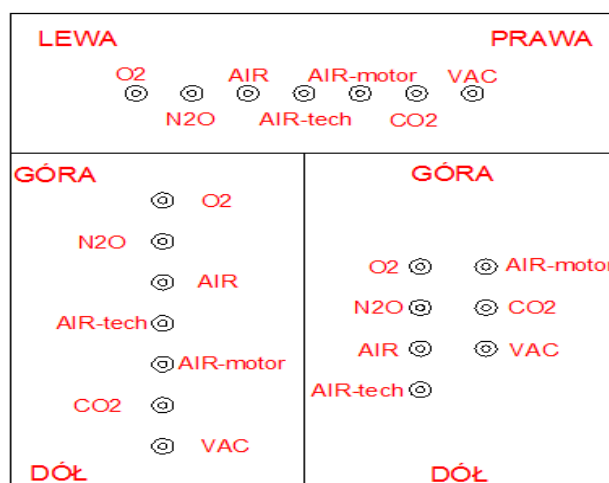 LEWA PRAWA
O2 AIR AIR-motor VAC
N2O AIR-tech CO2
GÓRA
O2
N2O
AIR
AIR-tech
AIR-motor
CO2
VAC
DÓŁ
GÓRA
O2 AIR-motor
N2O CO2
AIR VAC
AIR-tech
DÓŁ